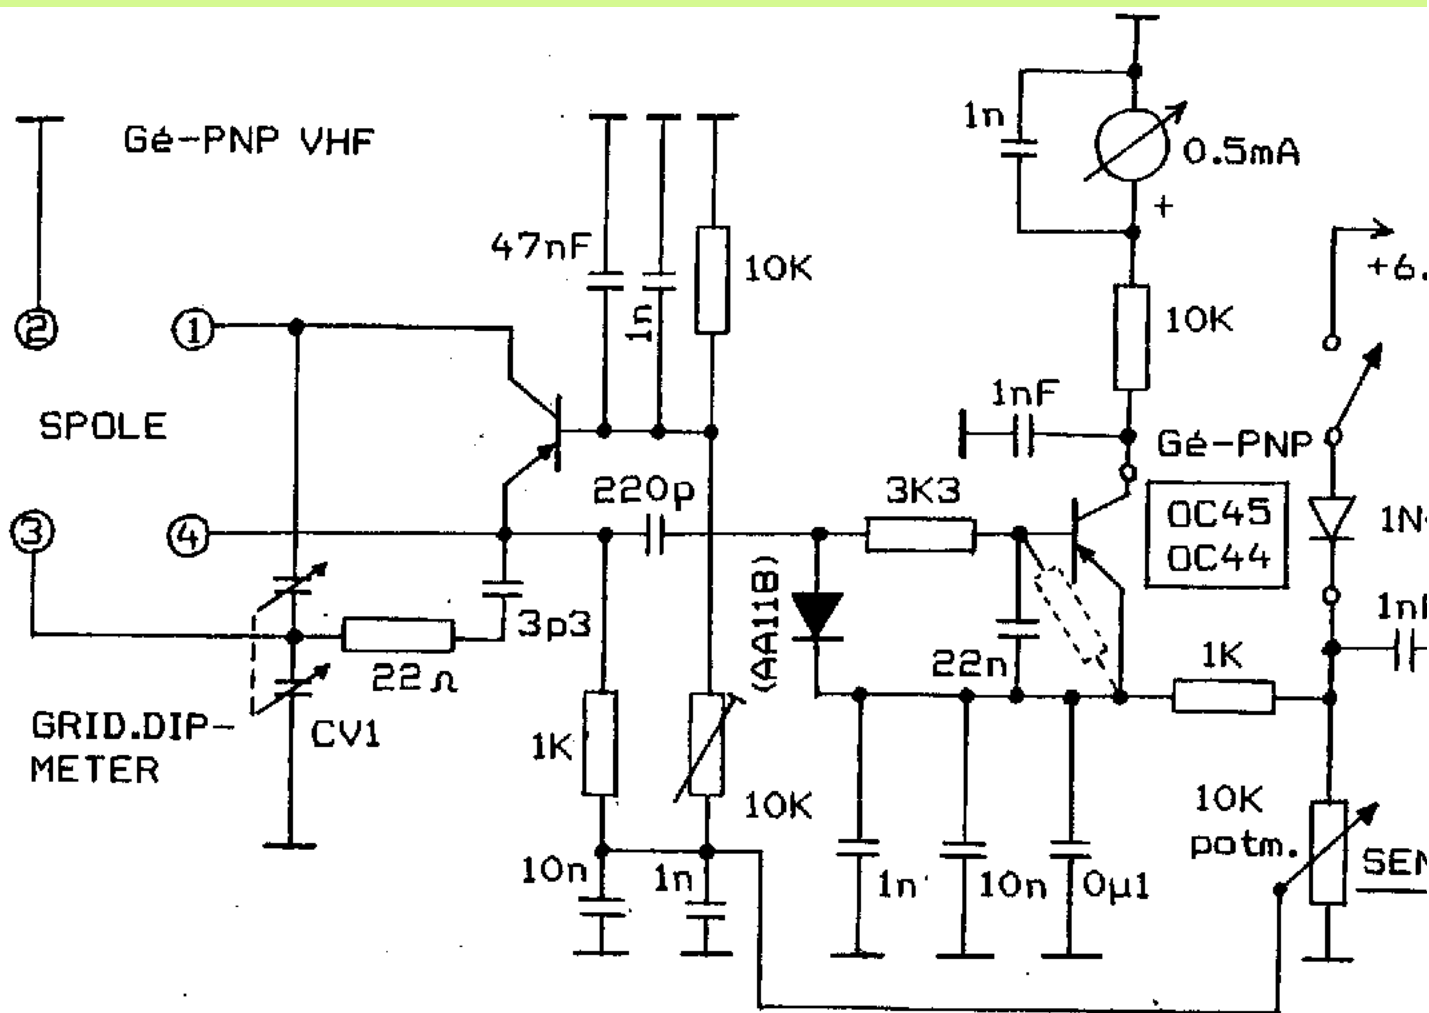 Gé-PNP VHF
1n
0.5mA
+
47nF
1n
10K
+6.
10K
2
1
1nF
SPOLE
Gé-PNP
220p
3K3
OC45
OC44
1N
3
4
(AA118)
3p3
22Ω
22n
1K
1n
GRID.DIP-
METER
CV1
1K
10K
10K
potm.
10n
1n
1n
10n
0µ1
SEN